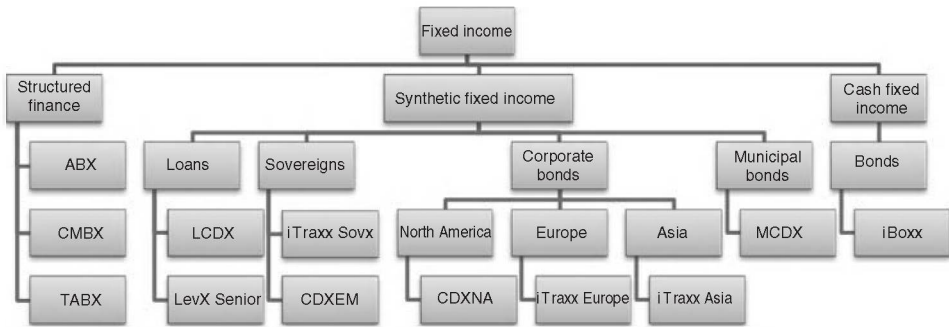 Fixed income
Structured
finance
Synthetic fixed income
Cash fixed
income
ABX
Loans
Sovereigns
Corporate
bonds
Municipal
bonds
Bonds
CMBX
LCDX
iTraxx Sovx
North America
Europe
Asia
MCDX
iBoxx
TABX
LevX Senior
CDXEM
CDXNA
iTraxx Europe
iTraxx Asia